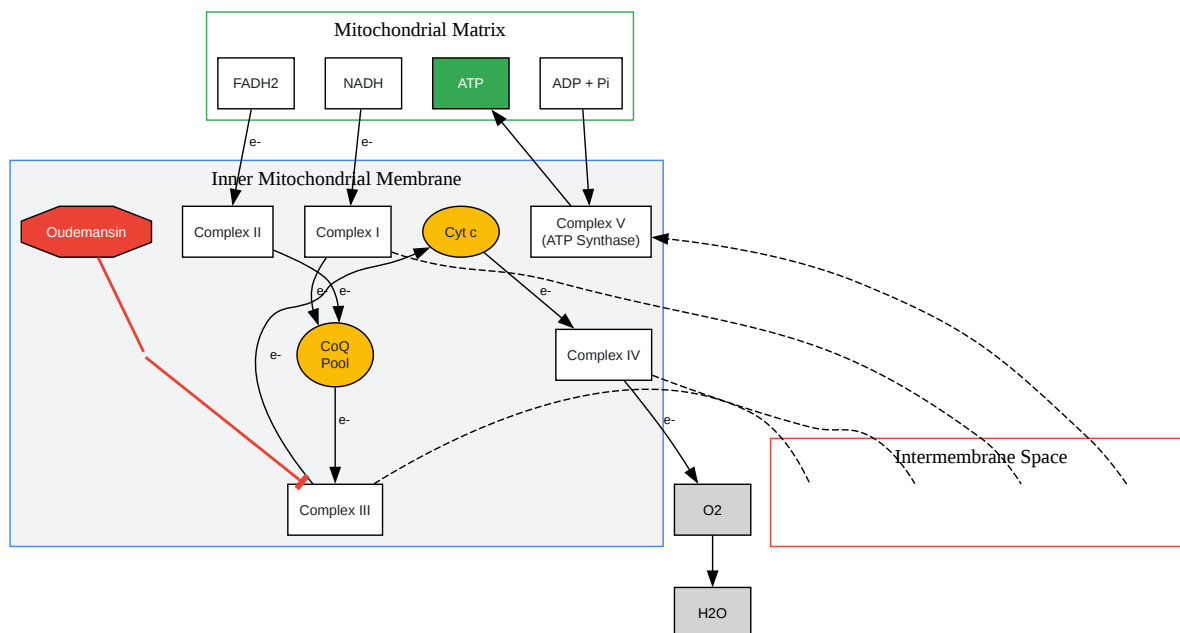 Mitochondrial Matrix
FADH2
NADH
ATP
ADP + Pi
e-
e-
Inner Mitochondrial Membrane
Oudemansin
Complex II
Complex I
Cyt c
Complex V
(ATP Synthase)
e-
e-
e-
CoQ
Pool
Complex IV
e-
e-
e-
Intermembrane Space
Complex III
O2
H2O